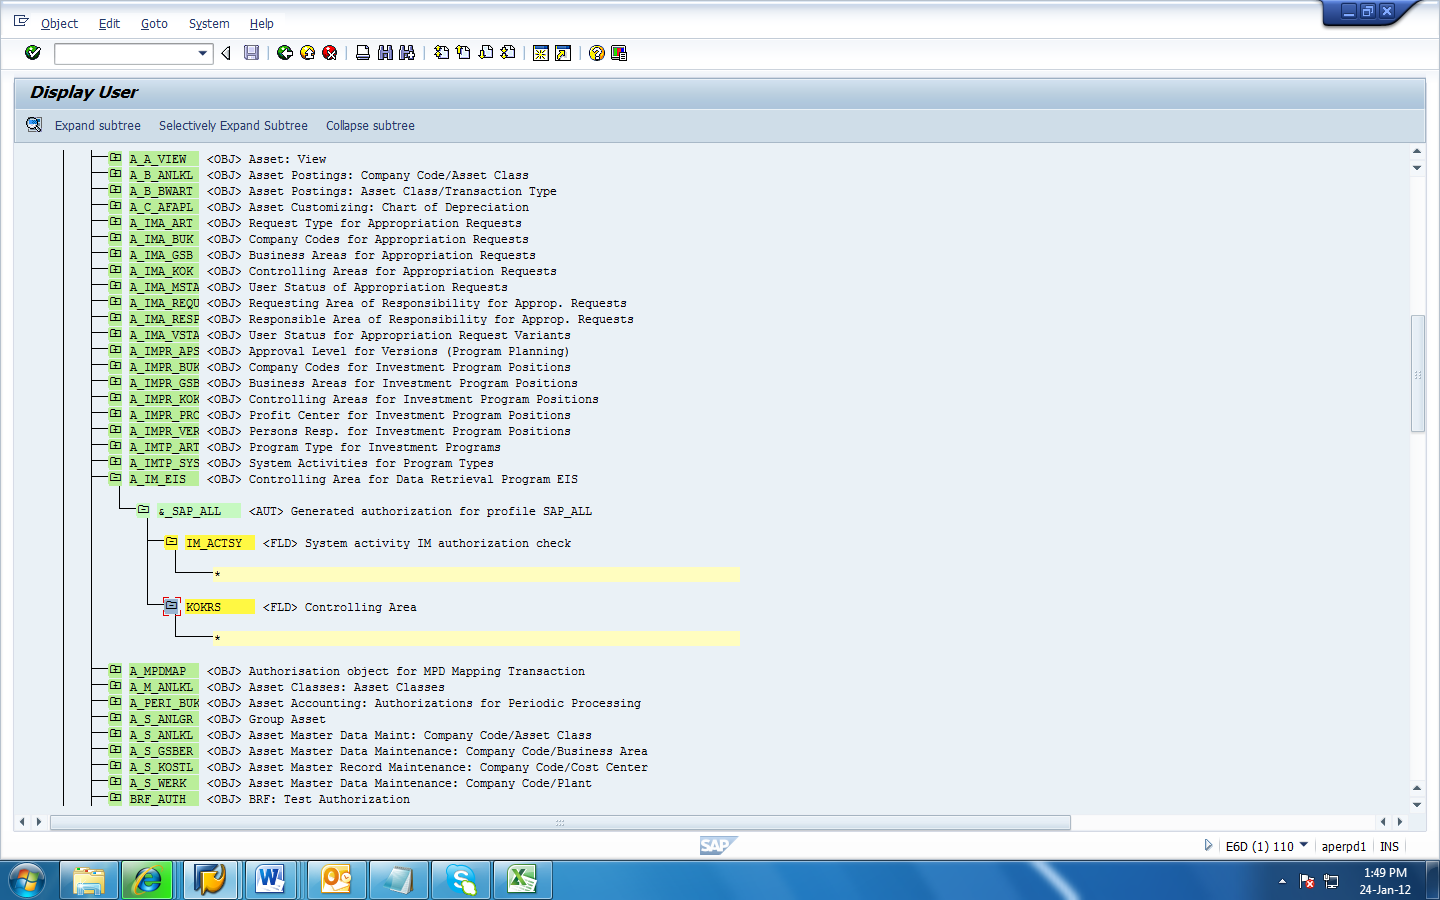 Object Edit Goto System Help
Display User
Expand subtree Selectively Expand Subtree Collapse subtree
A_A_VIEW <OBJ> Asset: View
A_B_ANLKL <OBJ> Asset Postings: Company Code/Asset Class
A_B_BWART <OBJ> Asset Postings: Asset Class/Transaction Type
A_C_AFAPL <OBJ> Asset Customizing: Chart of Depreciation
A_IMA_ART <OBJ> Request Type for Appropriation Requests
A_IMA_BUK <OBJ> Company Codes for Appropriation Requests
A_IMA_GSB <OBJ> Business Areas for Appropriation Requests
A_IMA_KOK <OBJ> Controlling Areas for Appropriation Requests
A_IMA_MSTA <OBJ> User Status of Appropriation Requests
A_IMA_REQU <OBJ> Requesting Area of Responsibility for Approp. Requests
A_IMA_RESP <OBJ> Responsible Area of Responsibility for Approp. Requests
A_IMA_VSTA <OBJ> User Status for Appropriation Request Variants
A_IMPR_APS <OBJ> Approval Level for Versions (Program Planning)
A_IMPR_BUK <OBJ> Company Codes for Investment Program Positions
A_IMPR_GSB <OBJ> Business Areas for Investment Program Positions
A_IMPR_KOK <OBJ> Controlling Areas for Investment Program Positions
A_IMPR_PRC <OBJ> Profit Center for Investment Program Positions
A_IMPR_VER <OBJ> Persons Resp. for Investment Program Positions
A_IMTP_ART <OBJ> Program Type for Investment Programs
A_IMTP_SYS <OBJ> System Activities for Program Types
A_IM_EIS <OBJ> Controlling Area for Data Retrieval Program EIS
&_SAP_ALL <AUT> Generated authorization for profile SAP_ALL
IM_ACTSY <FLD> System activity IM authorization check
*
KOKRS <FLD> Controlling Area
*
A_MPDMAP <OBJ> Authorisation object for MPD Mapping Transaction
A_M_ANLKL <OBJ> Asset Classes: Asset Classes
A_PERI_BUK <OBJ> Asset Accounting: Authorizations for Periodic Processing
A_S_ANLGR <OBJ> Group Asset
A_S_ANLKL <OBJ> Asset Master Data Maint: Company Code/Asset Class
A_S_GSBER <OBJ> Asset Master Data Maintenance: Company Code/Business Area
A_S_KOSTL <OBJ> Asset Master Record Maintenance: Company Code/Cost Center
A_S_WERK <OBJ> Asset Master Data Maintenance: Company Code/Plant
BRF_AUTH <OBJ> BRF: Test Authorization
SAP
E6D (1) 110 aperpd1 INS
1:49 PM
24-Jan-12